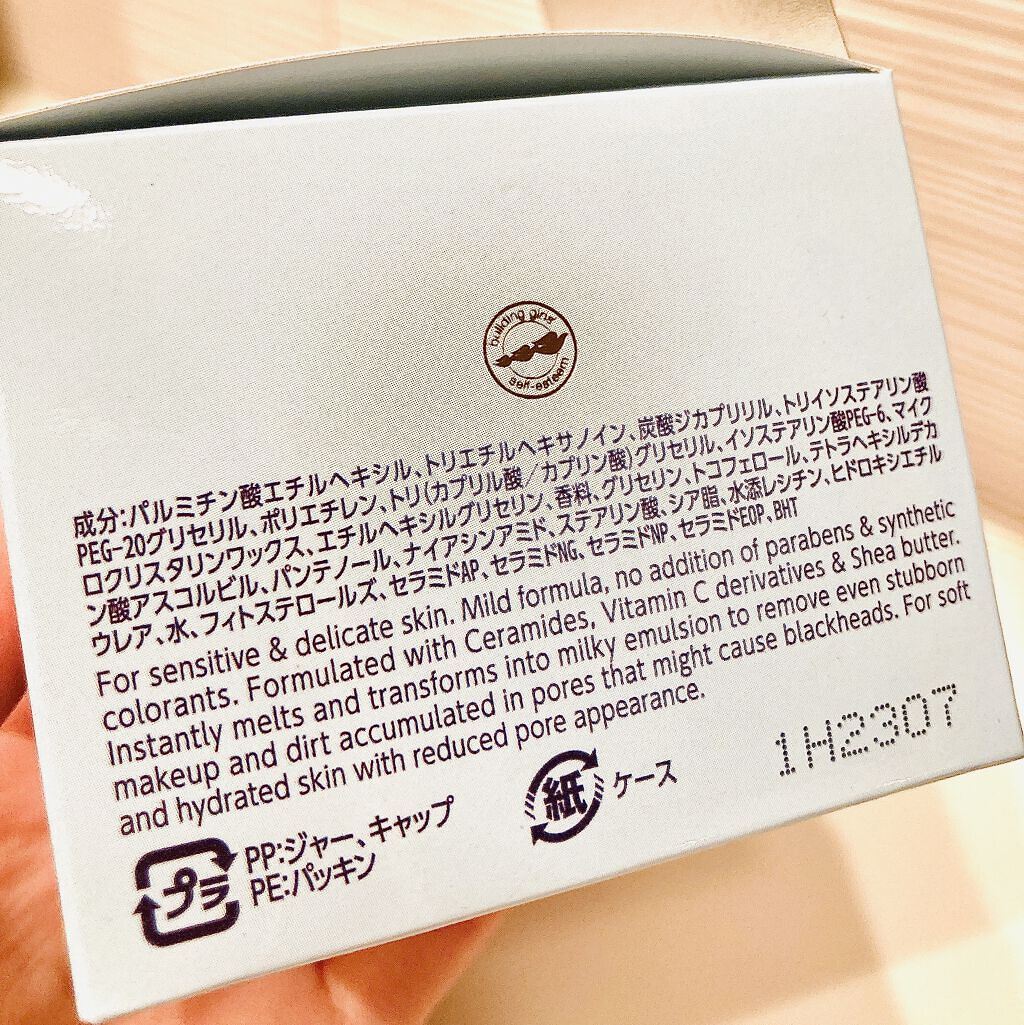 building girls'
self-esteem
成分:パルミチン酸エチルヘキシル、トリエチルヘキサノイン、炭酸ジカプリリル、トリイソステアリン酸
PEG-20グリセリル、ポリエチレン、トリ(カプリル酸/カプリン酸)グリセリル、イソステアリン酸PEG-6、マイク
ロクリスタリンワックス、エチルヘキシルグリセリン、香料、グリセリン、トコフェロール、テトラヘキシルデカ
ン酸アスコルビル、パンテノール、ナイアシンアミド、ステアリン酸、シア脂、水添レシチン、ヒドロキシエチル
ウレア、水、フィトステロールズ、セラミドAP、セラミドNG、セラミドNP、セラミドEOP、BHT
For sensitive & delicate skin. Mild formula, no addition of parabens & synthetic
colorants. Formulated with Ceramides, Vitamin C derivatives & Shea butter.
Instantly melts and transforms into milky emulsion to remove even stubborn
makeup and dirt accumulated in pores that might cause blackheads. For soft
and hydrated skin with reduced pore appearance.
1H2307
紙 ケース
プラ PP:ジャー、キャップ
PE:パッキン